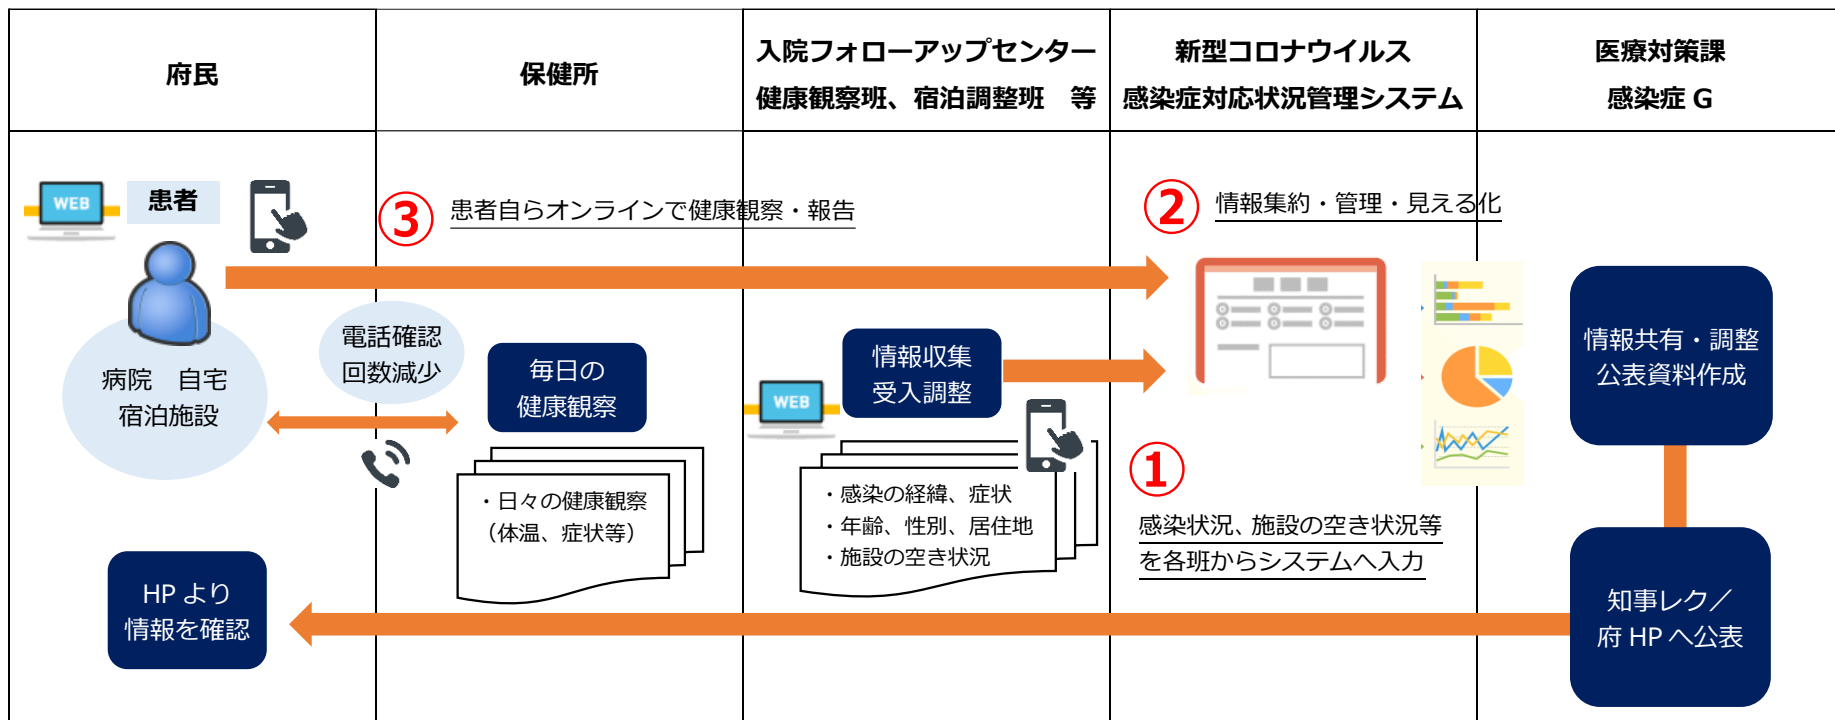 府民
保健所
入院フォローアップセンター
健康観察班、宿泊調整班　等
新型コロナウイルス
感染症対応状況管理システム
医療対策課
感染症 G
WEB
患者
③
患者自らオンラインで健康観察・報告
②
情報集約・管理・見える化
病院　自宅
宿泊施設
電話確認
回数減少
毎日の
健康観察
・日々の健康観察
（体温、症状等）
情報収集
受入調整
WEB
・感染の経緯、症状
・年齢、性別、居住地
・施設の空き状況
①
感染状況、施設の空き状況等
を各班からシステムへ入力
情報共有・調整
公表資料作成
知事レク／
府 HP へ公表
HP より
情報を確認